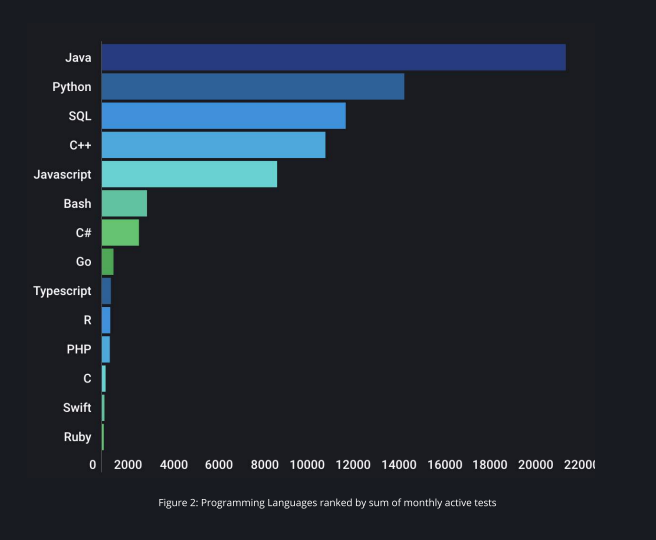 Java
Python
SQL
C++
Javascript
Bash
C#
Go
Typescript
R
PHP
C
Swift
Ruby
0 2000 4000 6000 8000 10000 12000 14000 16000 18000 20000 2200
Figure 2: Programming Languages ranked by sum of monthly active tests